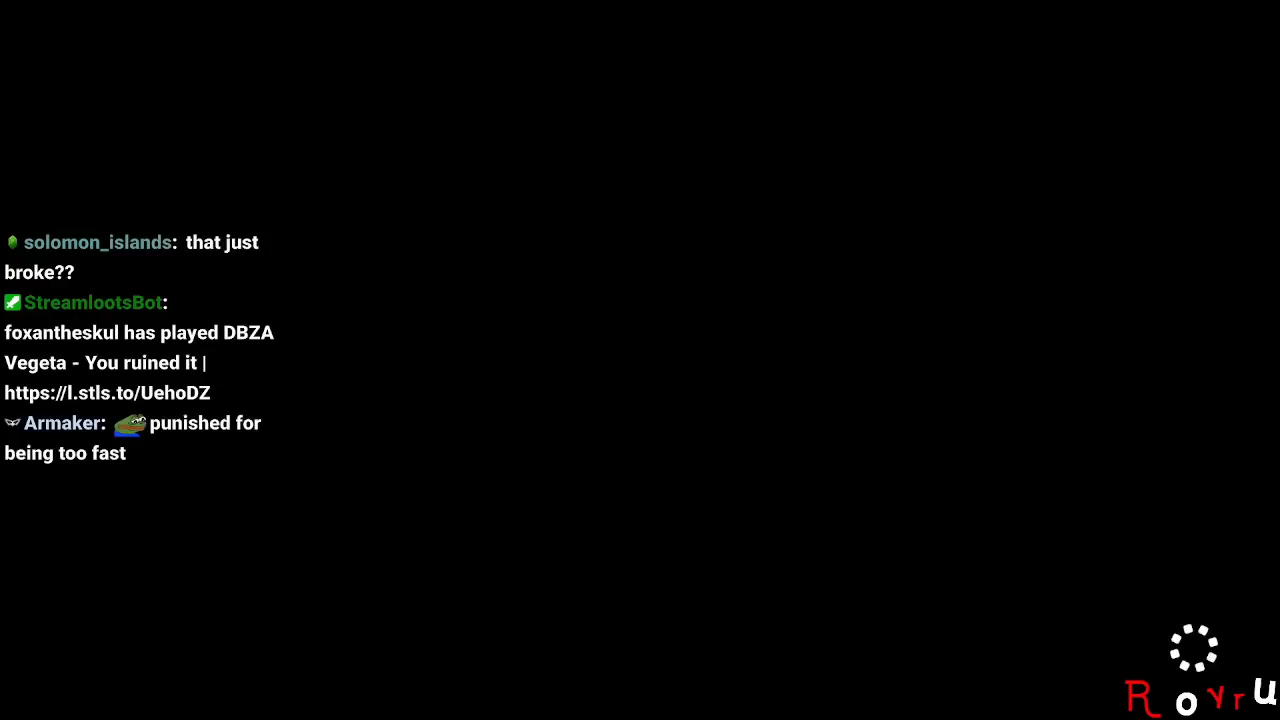 solomon_islands: that just
broke??
StreamlootsBot:
foxantheskul has played DBZA
Vegeta - You ruined it |
https://l.stls.to/UehoDZ
Armaker: punished for
being too fast
Royru